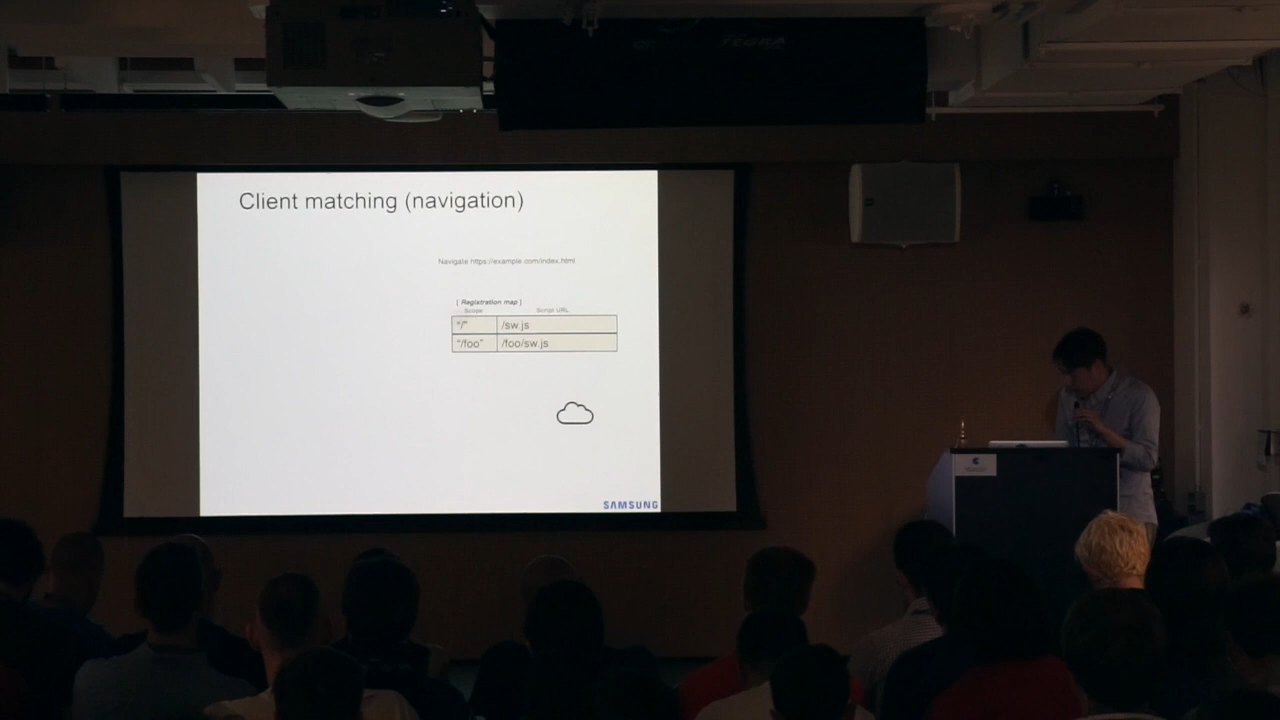 TEGRA
Client matching (navigation)
Navigate https://example.com/index.html
[ Registration map ]
Scope Script URL
"/" /sw.js
"/foo" /foo/sw.js
SAMSUNG